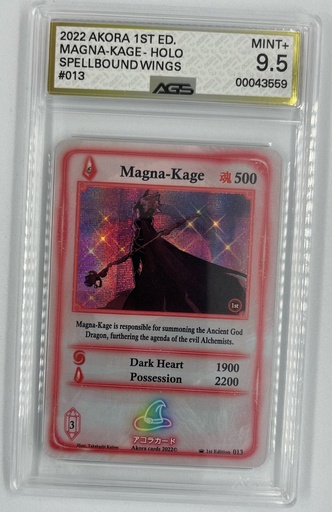 2022 AKORA 1ST ED.
MAGNA-KAGE- HOLO
SPELLBOUND WINGS
#013
MINT+
9.5
00043559
AGS
Magna-Kage 魂 500
1st
Magna-Kage is responsible for summoning the Ancient God
Dragon, furthering the agenda of the evil Alchemists.
Dark Heart 1900
Possession 2200
3
アコラカード
Akora cards 2022©
1st Edition 013